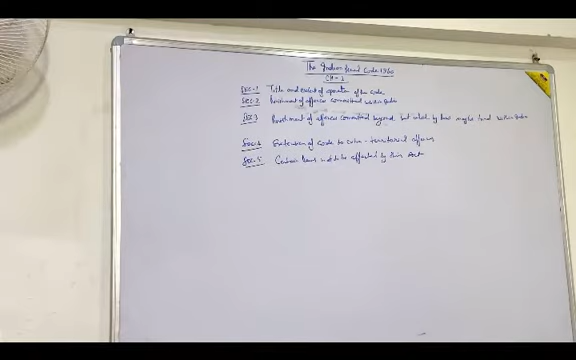 The Indian Penal Code 1860
CH-1
Sec-1 Title and extent of operation of the code
Sec-2 Punishment of offences committed within India
Sec 3 Punishment of offences committed beyond, but which by law may be tried within India
Sec-4 Extension of code to extra-territorial offences
Sec-5 Certain laws not to be affected by this Act